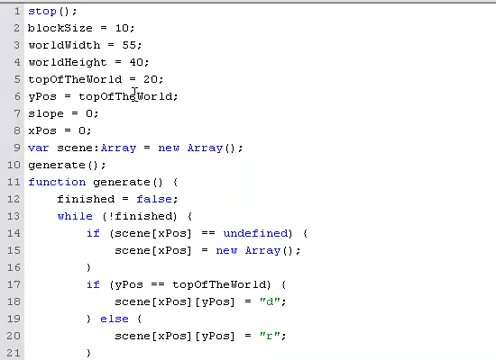 1 stop();
2 blockSize = 10;
3 worldWidth = 55;
4 worldHeight = 40;
5 topOfTheWorld = 20;
6 yPos = topOfTheWorld;
7 slope = 0;
8 xPos = 0;
9 var scene:Array = new Array();
10 generate();
11 function generate() {
12 finished = false;
13 while (!finished) {
14 if (scene[xPos] == undefined) {
15 scene[xPos] = new Array();
16 }
17 if (yPos == topOfTheWorld) {
18 scene[xPos][yPos] = "d";
19 } else {
20 scene[xPos][yPos] = "r";
21 }